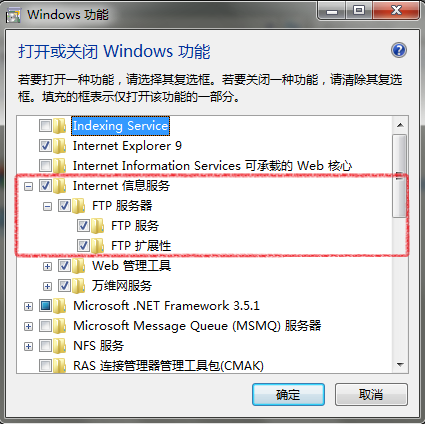 Windows 功能
打开或关闭 Windows 功能
若要打开一种功能，请选择其复选框。若要关闭一种功能，请清除其复选
框。填充的框表示仅打开该功能的一部分。
Indexing Service
Internet Explorer 9
Internet Information Services 可承载的 Web 核心
Internet 信息服务
FTP 服务器
FTP 服务
FTP 扩展性
Web 管理工具
万维网服务
Microsoft .NET Framework 3.5.1
Microsoft Message Queue (MSMQ) 服务器
NFS 服务
RAS 连接管理器管理工具包(CMAK)
确定
取消